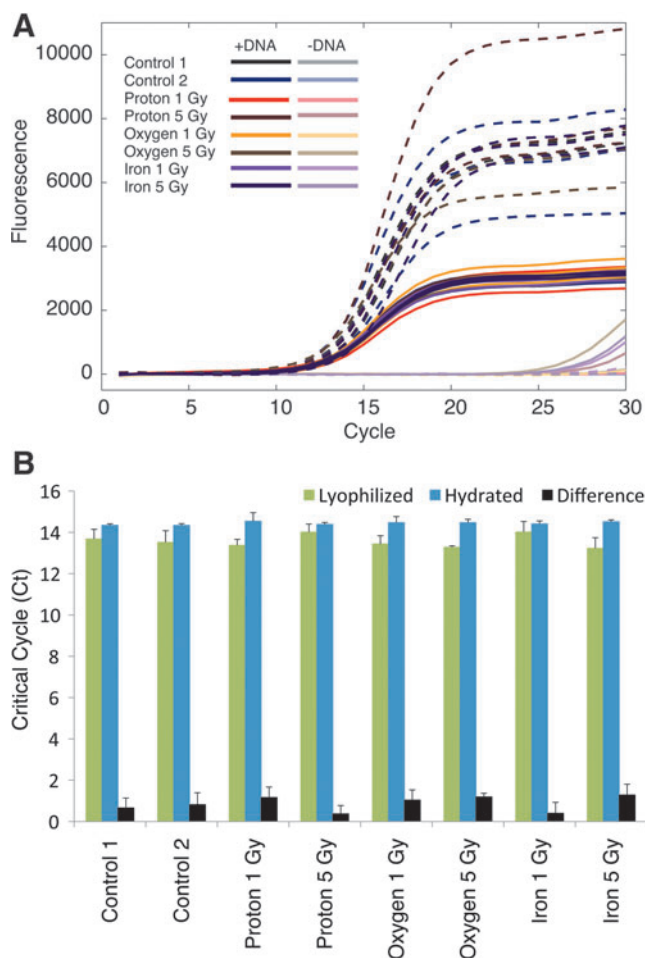 A
+DNA -DNA
Control 1
Control 2
Proton 1 Gy
Proton 5 Gy
Oxygen 1 Gy
Oxygen 5 Gy
Iron 1 Gy
Iron 5 Gy
Fluorescence
10000
8000
6000
4000
2000
0
0 5 10 15 20 25 30
Cycle
B
Lyophilized Hydrated Difference
Critical Cycle (Ct)
16
14
12
10
8
6
4
2
0
Control 1
Control 2
Proton 1 Gy
Proton 5 Gy
Oxygen 1 Gy
Oxygen 5 Gy
Iron 1 Gy
Iron 5 Gy